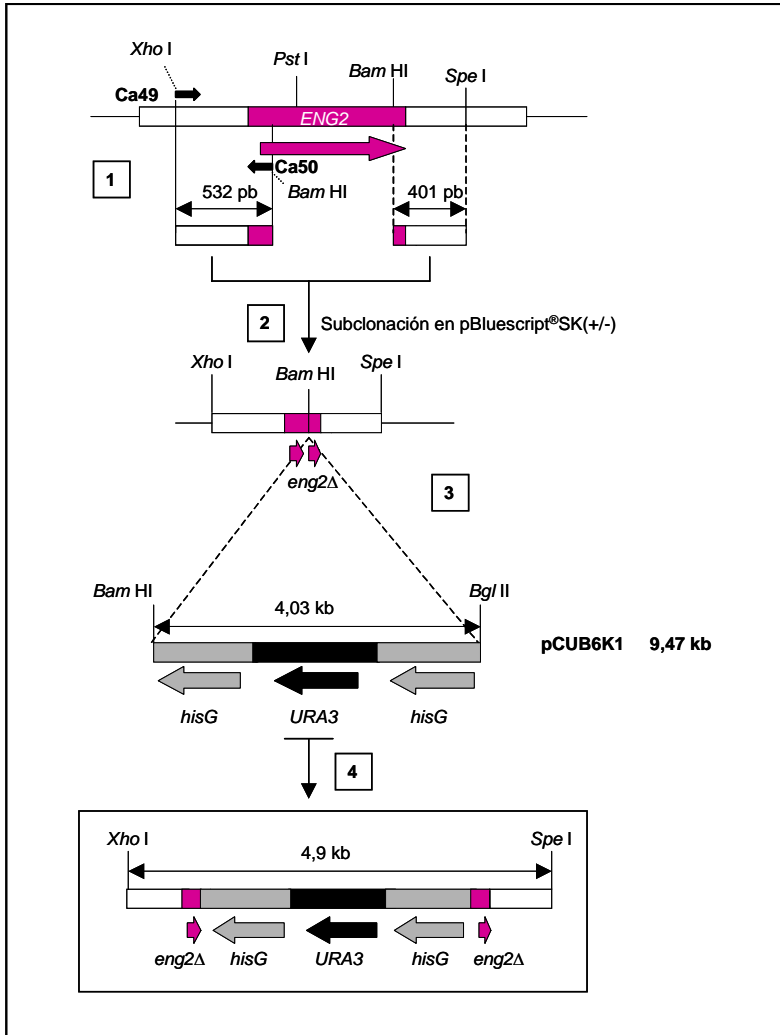 Xho I
Pst I
Bam HI
Spe I
Ca49
ENG2
1
Ca50
Bam HI
532 pb
401 pb
2
Subclonación en pBluescript®SK(+/-)
Xho I
Bam HI
Spe I
eng2Δ
3
Bam HI
Bgl II
4,03 kb
pCUB6K1 9,47 kb
hisG
URA3
hisG
4
Xho I
Spe I
4,9 kb
eng2Δ
hisG
URA3
hisG
eng2Δ